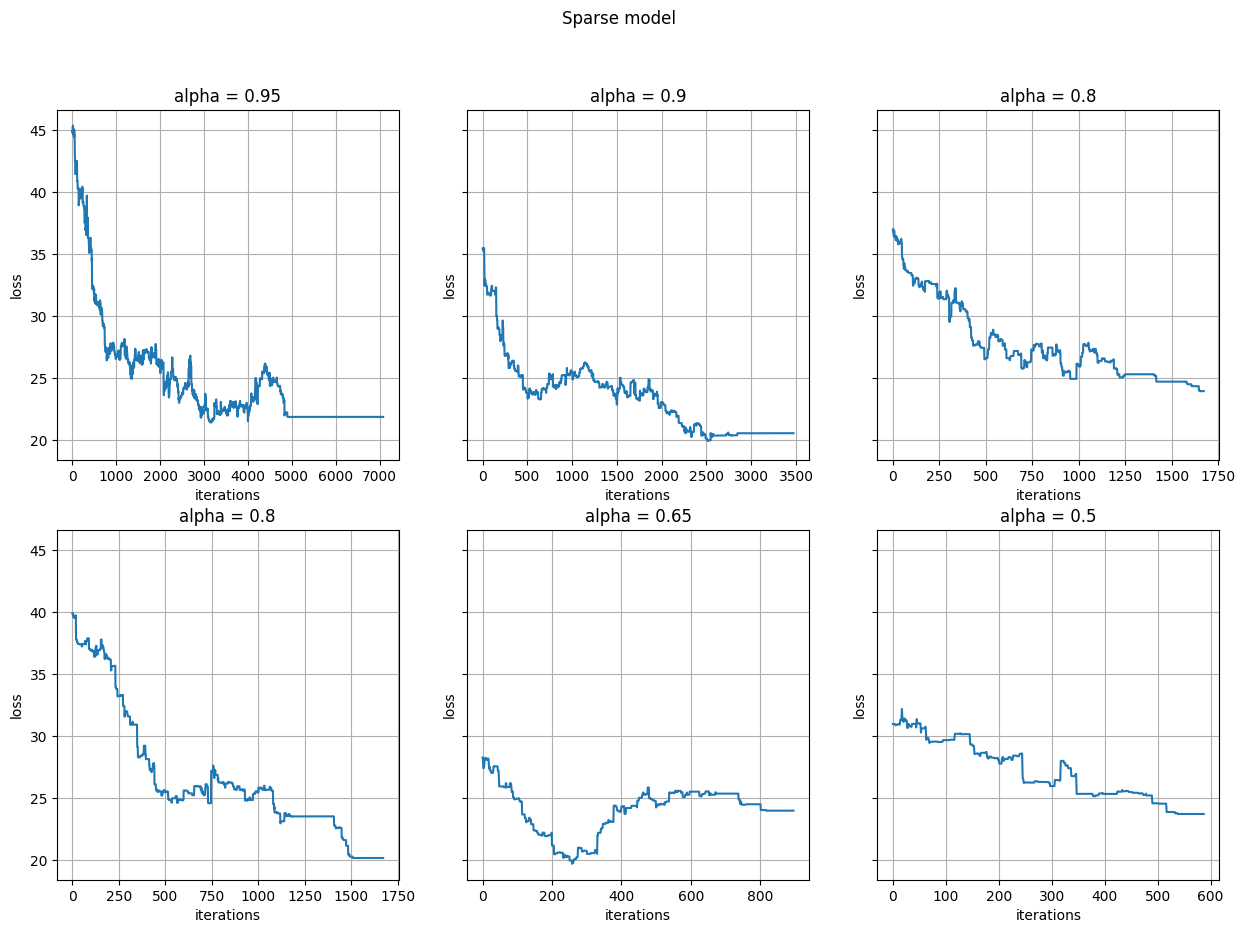 Sparse model
alpha = 0.95
alpha = 0.9
alpha = 0.8
45
40
35
30
25
20
loss
loss
loss
0 1000 2000 3000 4000 5000 6000 7000
0 500 1000 1500 2000 2500 3000 3500
0 250 500 750 1000 1250 1500 1750
iterations
iterations
iterations
alpha = 0.8
alpha = 0.65
alpha = 0.5
45
40
35
30
25
20
loss
loss
loss
0 250 500 750 1000 1250 1500 1750
0 200 400 600 800
0 100 200 300 400 500 600
iterations
iterations
iterations